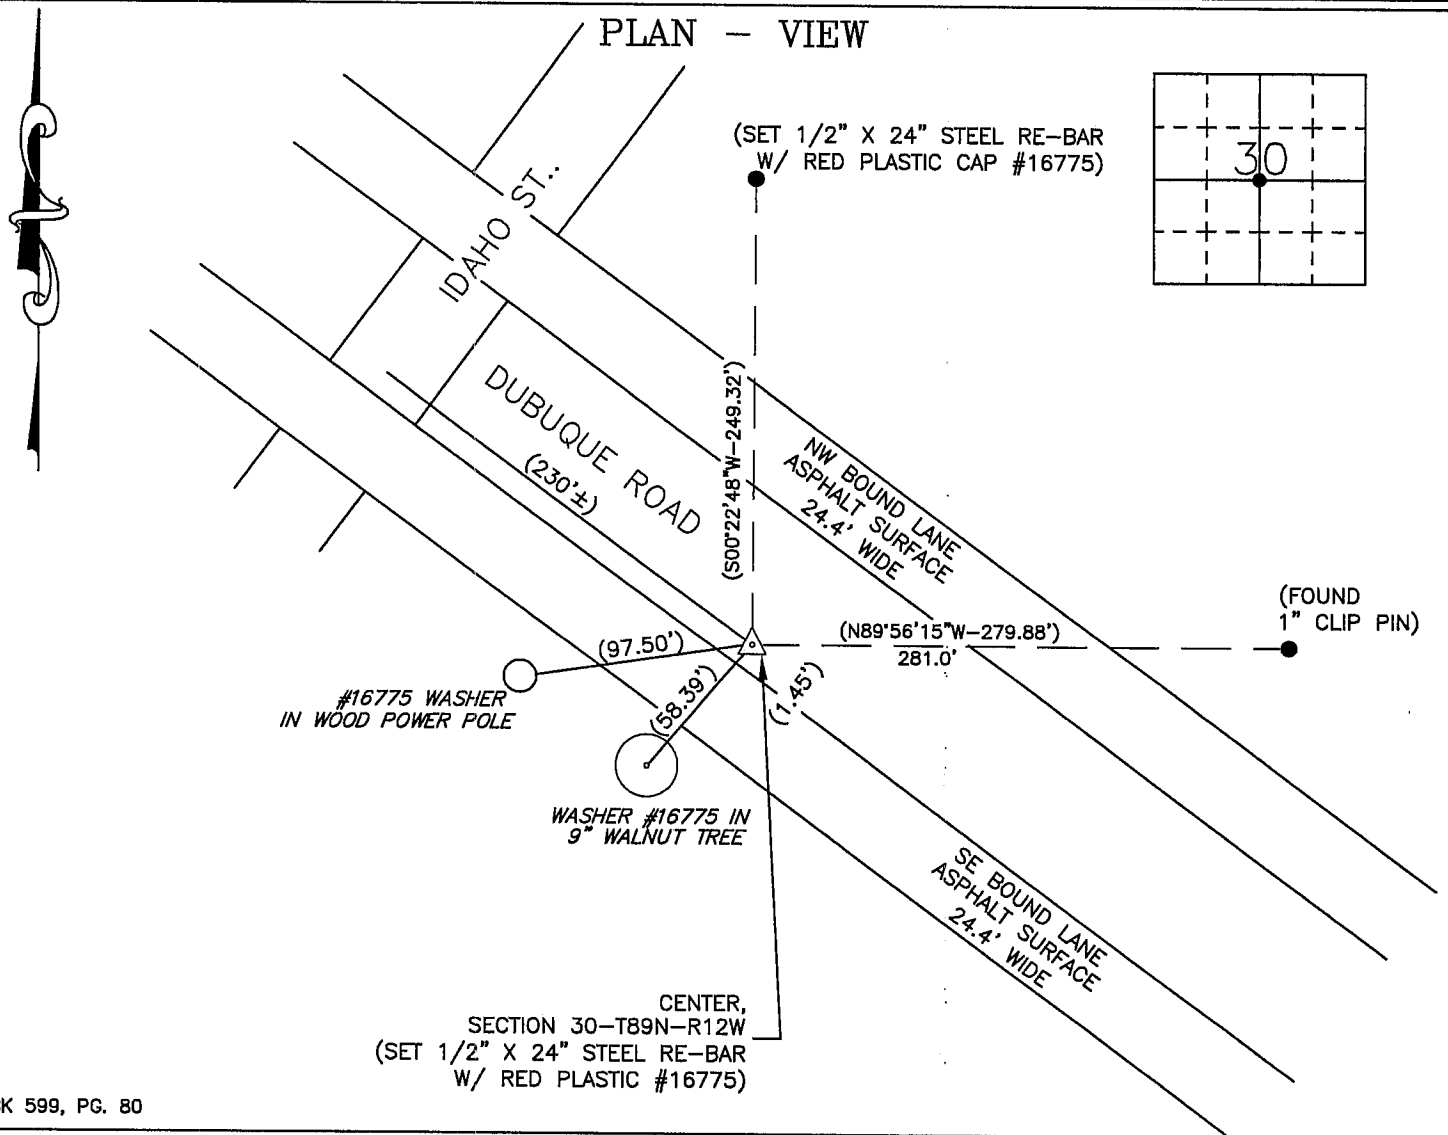 PLAN - VIEW
(SET 1/2" X 24" STEEL RE-BAR
W/ RED PLASTIC CAP #16775)
30
IDAHO ST..
DUBUQUE ROAD
(230'±)
(S00°22'48"W-249.32')
NW BOUND LANE
ASPHALT SURFACE
24.4' WIDE
(FOUND
1" CLIP PIN)
(N89°56'15"W-279.88')
281.0'
(97.50')
#16775 WASHER
IN WOOD POWER POLE
(58.39')
(1.45')
WASHER #16775 IN
9" WALNUT TREE
SE BOUND LANE
ASPHALT SURFACE
24.4' WIDE
CENTER,
SECTION 30-T89N-R12W
(SET 1/2" X 24" STEEL RE-BAR
W/ RED PLASTIC #16775)
K 599, PG. 80